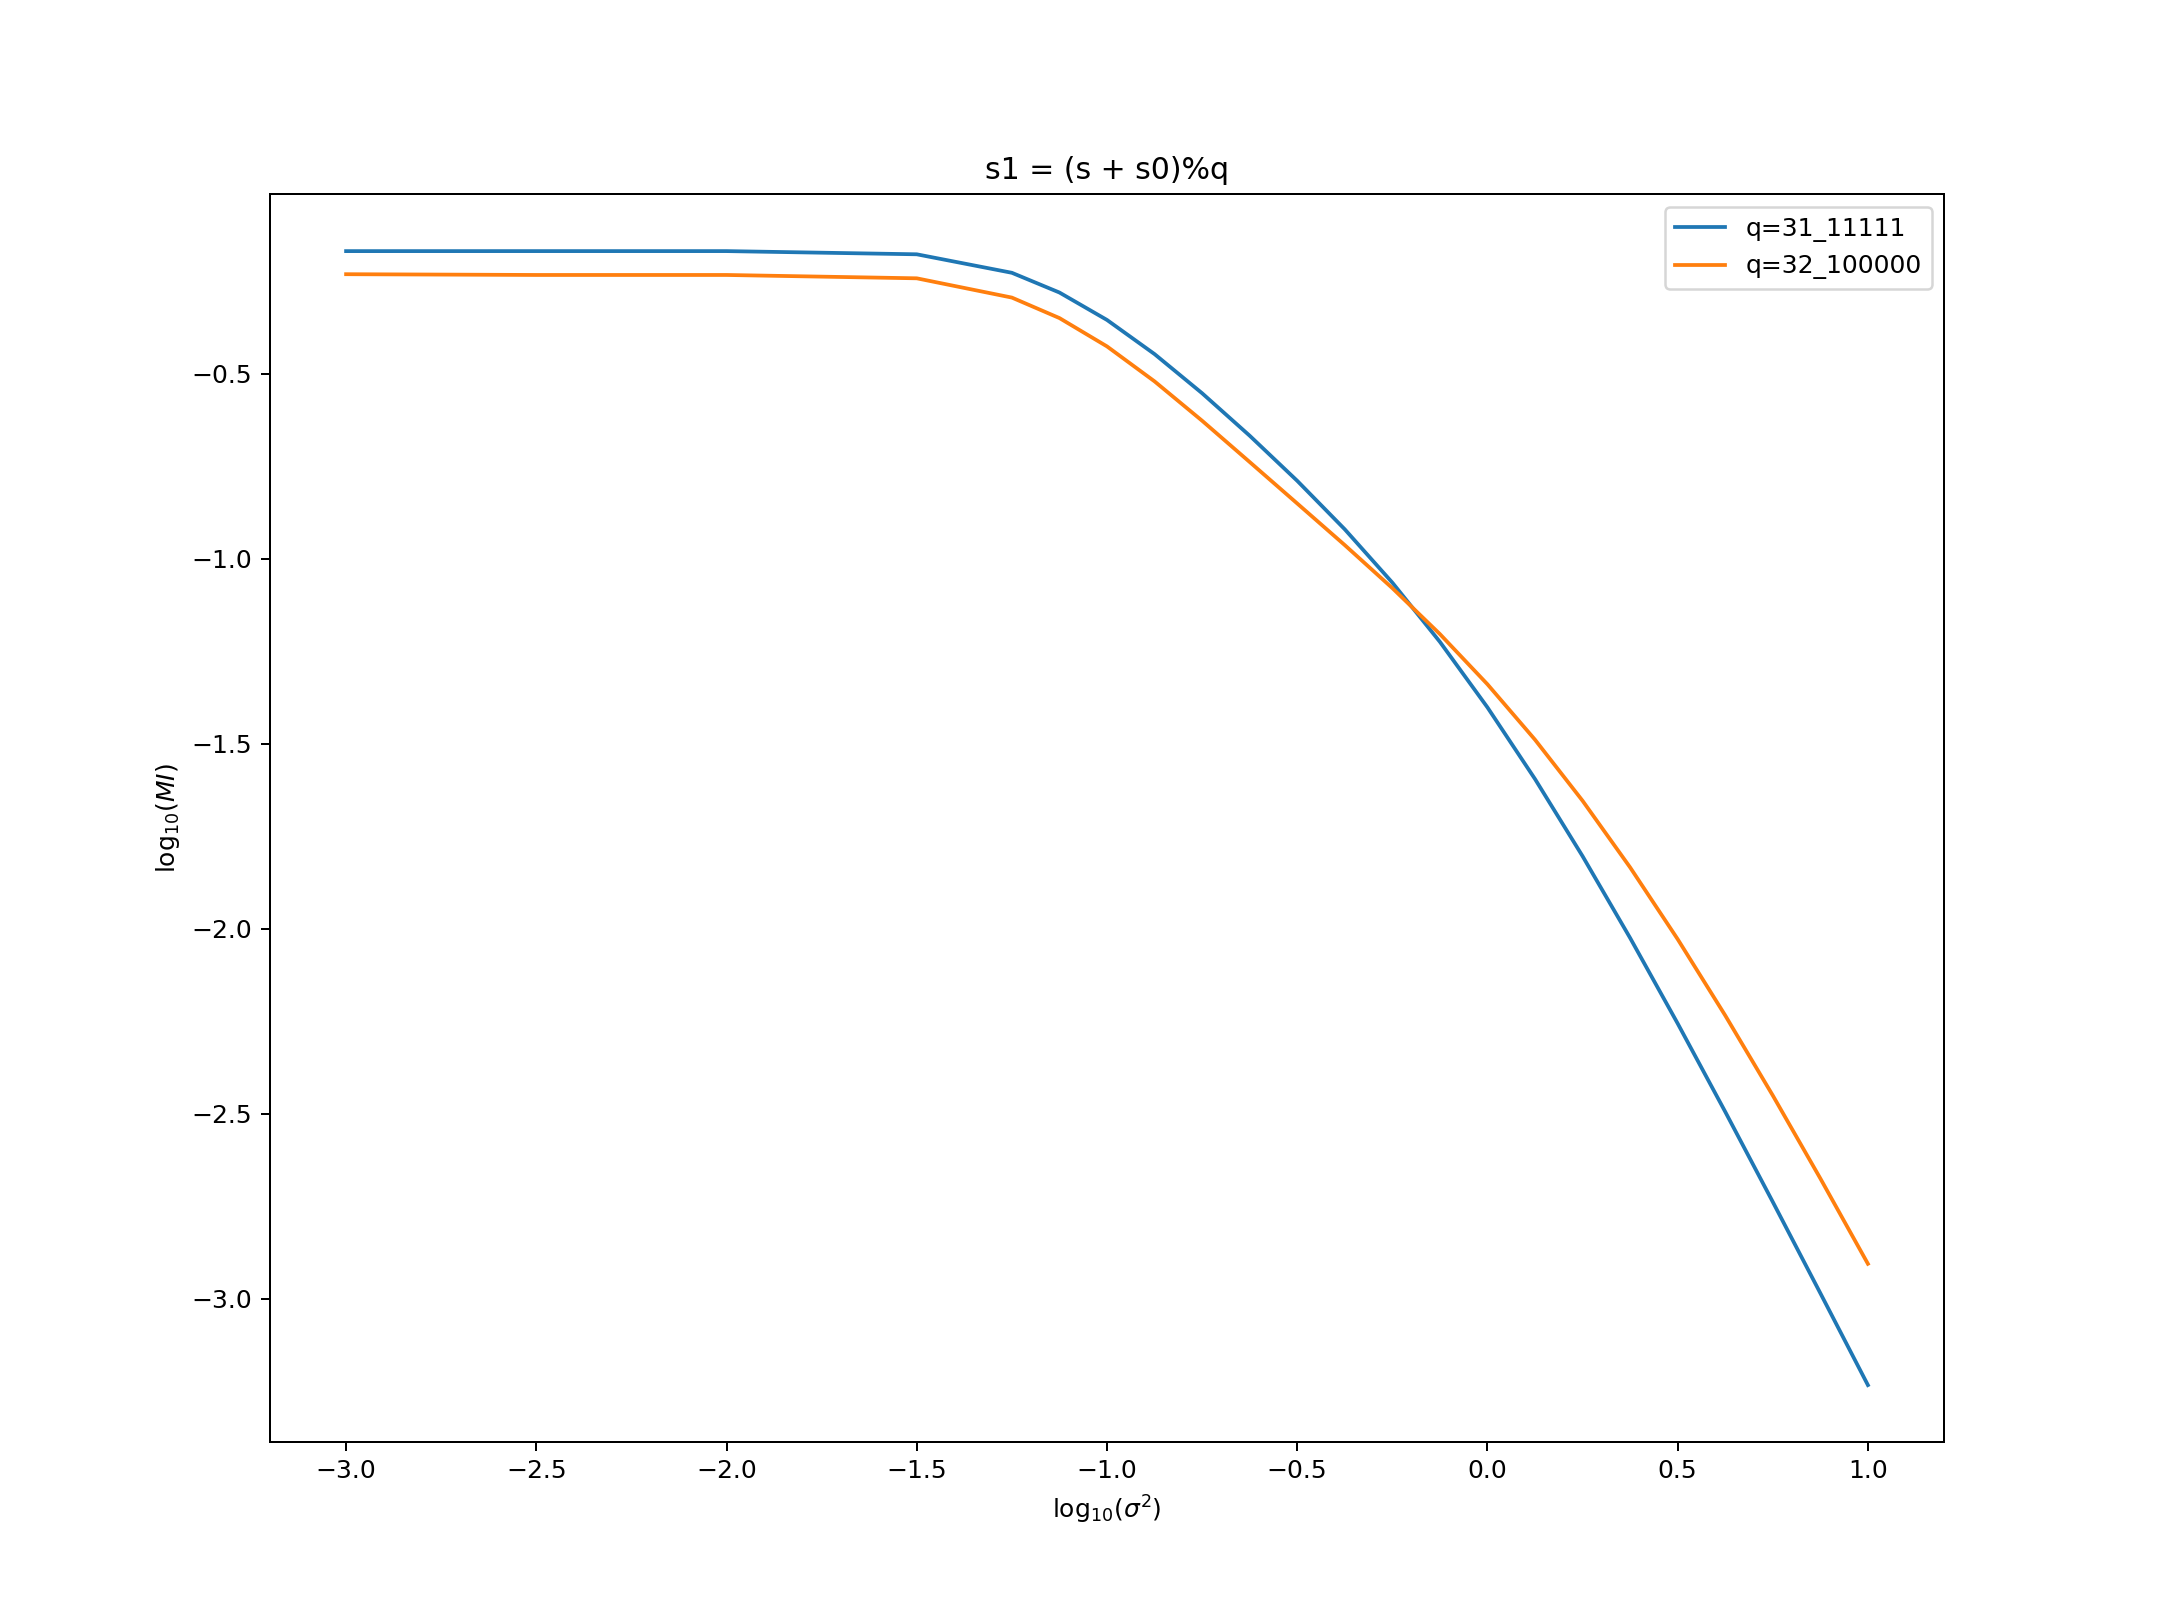 s1 = (s + s0)%q
q=31_11111
q=32_100000
−0.5
−1.0
−1.5
−2.0
−2.5
−3.0
log₁₀(MI)
−3.0 −2.5 −2.0 −1.5 −1.0 −0.5 0.0 0.5 1.0
log₁₀(σ²)